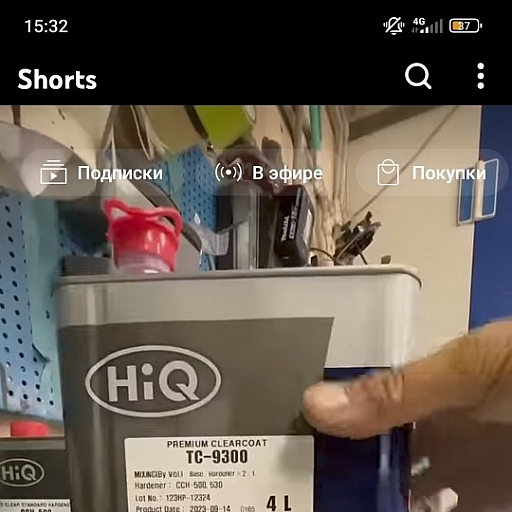 15:32
4G
37
Shorts
Подписки
В эфире
Покупки
HiQ
PREMIUM CLEARCOAT
TC-9300
MIXING(By Vol.) Base : Hardener = 2 : 1
Hardener : CCH-500, 530
Lot No.: 123HP-12324
Product Date : 2023-09-14
4 L
HiQ